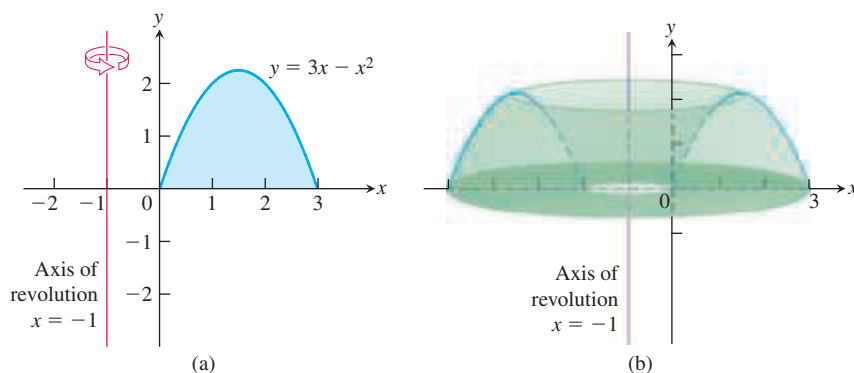 y
2
y = 3x − x²
1
x
−2
−1
0
1
2
3
−1
Axis of
revolution
x = −1
−2
(a)
y
x
0
3
Axis of
revolution
x = −1
(b)